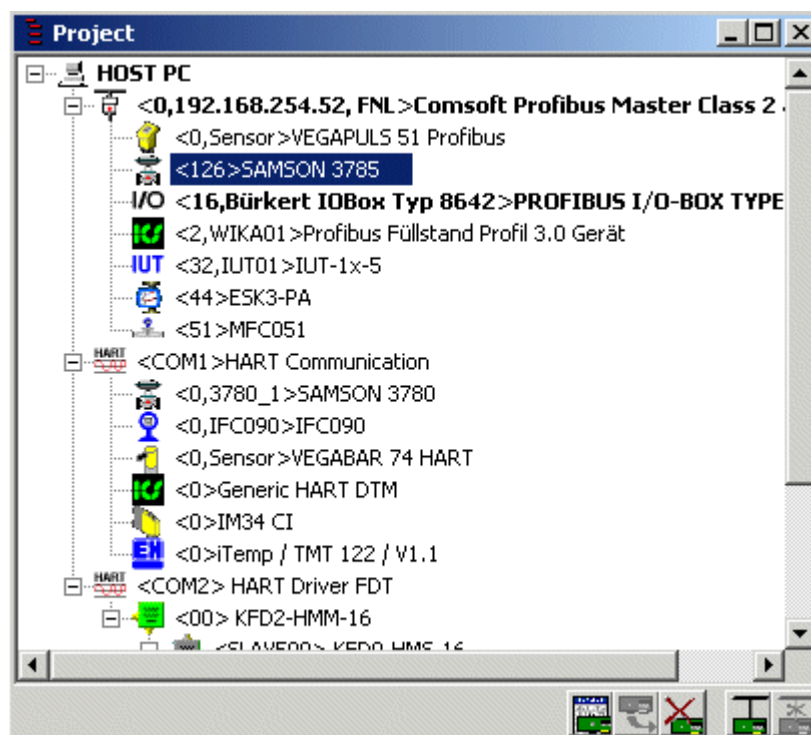 Project
HOST PC
<0,192.168.254.52, FNL>Comsoft Profibus Master Class 2
<0,Sensor>VEGAPULS 51 Profibus
<126>SAMSON 3785
I/O <16,Bürkert IOBox Typ 8642>PROFIBUS I/O-BOX TYPE
<2,WIKA01>Profibus Füllstand Profil 3.0 Gerät
IUT <32,IUT01>IUT-1x-5
<44>ESK3-PA
<51>MFC051
HART <COM1>HART Communication
<0,3780_1>SAMSON 3780
<0,IFC090>IFC090
<0,Sensor>VEGABAR 74 HART
<0>Generic HART DTM
<0>IM34 CI
EH <0>iTemp / TMT 122 / V1.1
HART <COM2> HART Driver FDT
<00> KFD2-HMM-16
<SLAVE00> KFD0-HMS-16